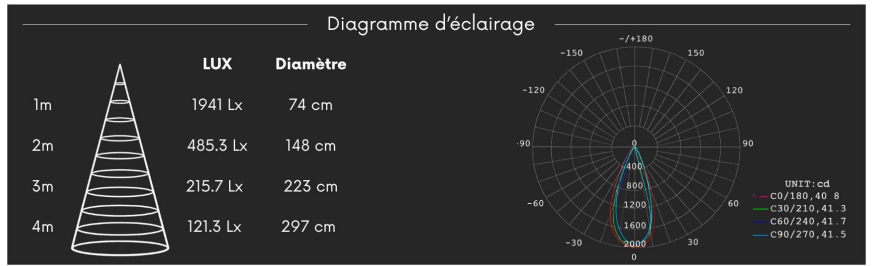 Diagramme d'éclairage
LUX Diamètre
1m 1941 Lx 74 cm
2m 485.3 Lx 148 cm
3m 215.7 Lx 223 cm
4m 121.3 Lx 297 cm
-/+180
-150 150
-120 120
-90 0 90
400
800
1200
1600
2000
-60 60
-30 30
0
UNIT:cd
C0/180,40 8
C30/210,41.3
C60/240,41.7
C90/270,41.5